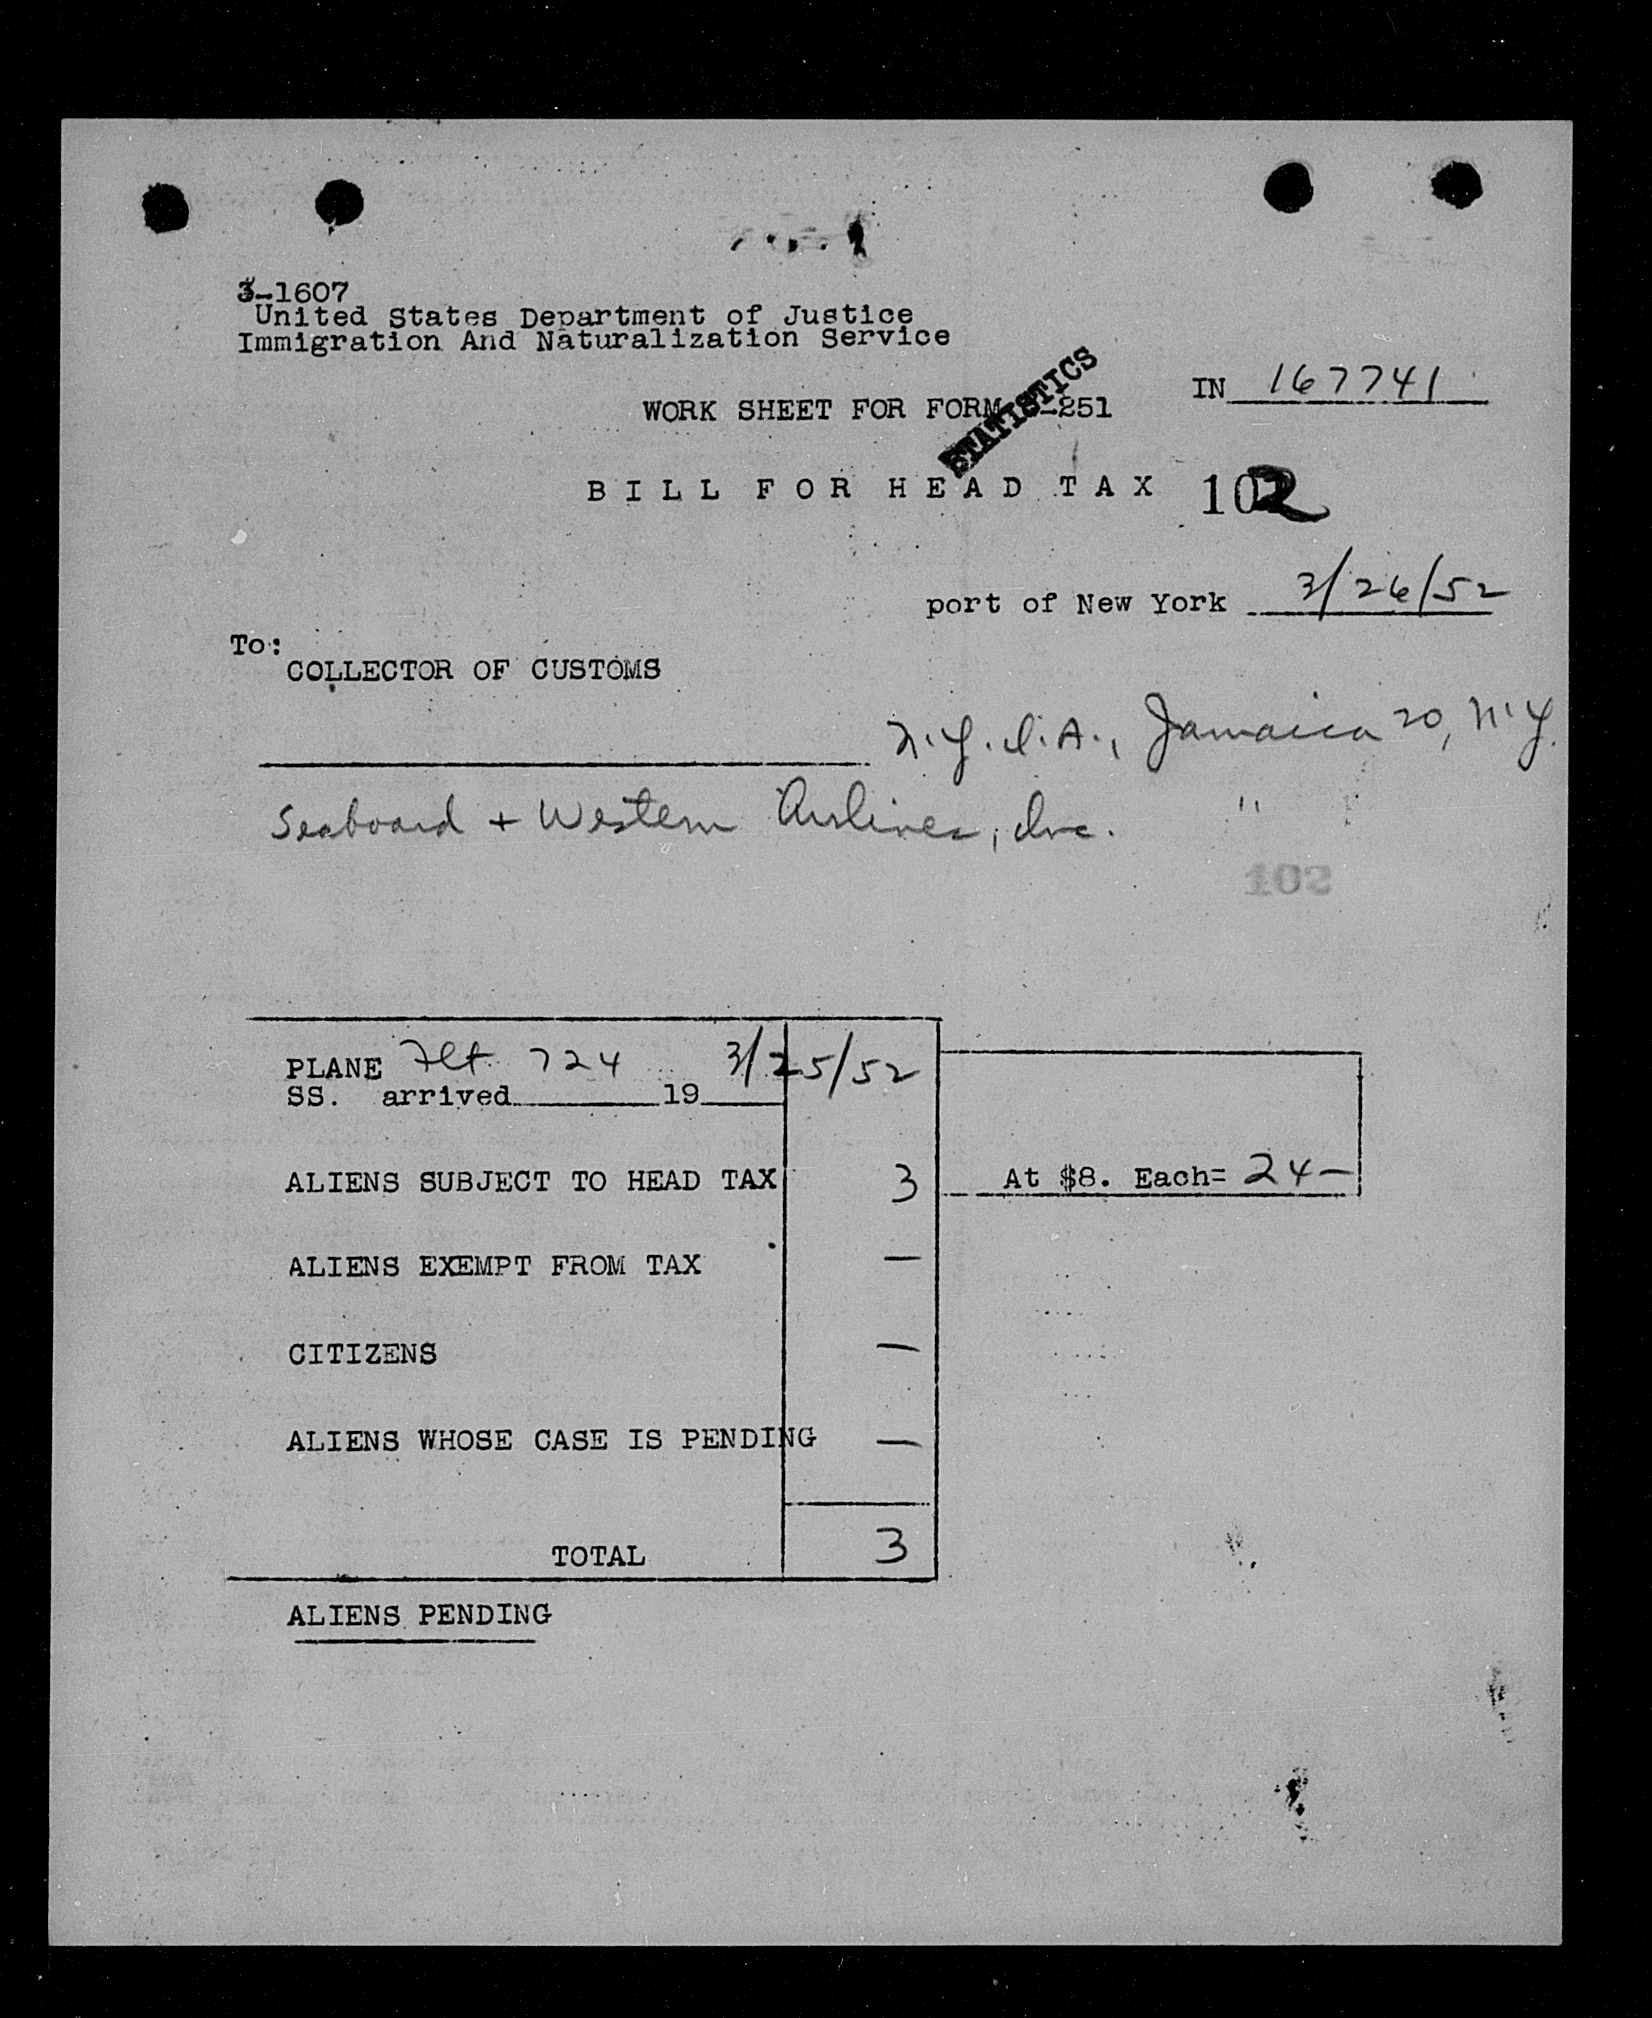 3-1607
United States Department of Justice
Immigration And Naturalization Service
IN 167741
STATISTICS
WORK SHEET FOR FORM -251
BILL FOR HEAD TAX 102
port of New York 3/26/52
To:
COLLECTOR OF CUSTOMS
N.Y.I.A., Jamaica 20, N.Y.
Seaboard + Western Airlines, Inc. "
102
PLANE Flt 724 3/25/52
SS. arrived 19
ALIENS SUBJECT TO HEAD TAX 3 At $8. Each= 24—
ALIENS EXEMPT FROM TAX —
CITIZENS —
ALIENS WHOSE CASE IS PENDING —
TOTAL 3
ALIENS PENDING